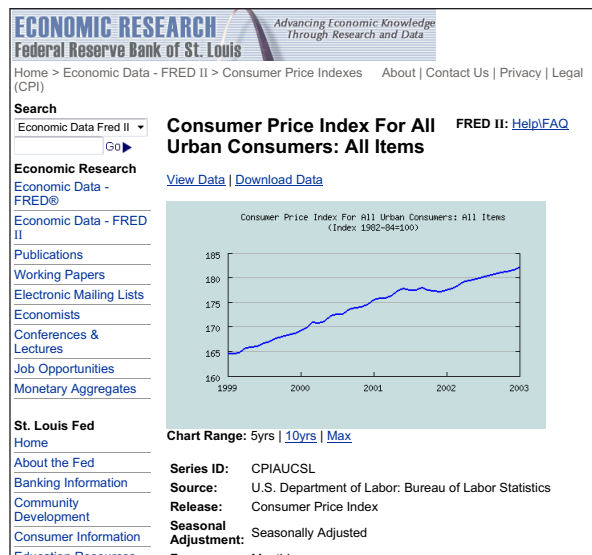 ECONOMIC RESEARCH
Federal Reserve Bank of St. Louis
Advancing Economic Knowledge
Through Research and Data
Home > Economic Data - FRED II > Consumer Price Indexes (CPI)
About | Contact Us | Privacy | Legal
Search
Economic Data Fred II
Go
Economic Research
Economic Data -
FRED®
Economic Data - FRED
II
Publications
Working Papers
Electronic Mailing Lists
Economists
Conferences &
Lectures
Job Opportunities
Monetary Aggregates
St. Louis Fed
Home
About the Fed
Banking Information
Community
Development
Consumer Information
Education Resources
Consumer Price Index For All
Urban Consumers: All Items
FRED II: Help\FAQ
View Data | Download Data
Consumer Price Index For All Urban Consumers: All Items
(Index 1982-84=100)
185
180
175
170
165
160
1999 2000 2001 2002 2003
Chart Range: 5yrs | 10yrs | Max
Series ID: CPIAUCSL
Source: U.S. Department of Labor: Bureau of Labor Statistics
Release: Consumer Price Index
Seasonal
Adjustment: Seasonally Adjusted